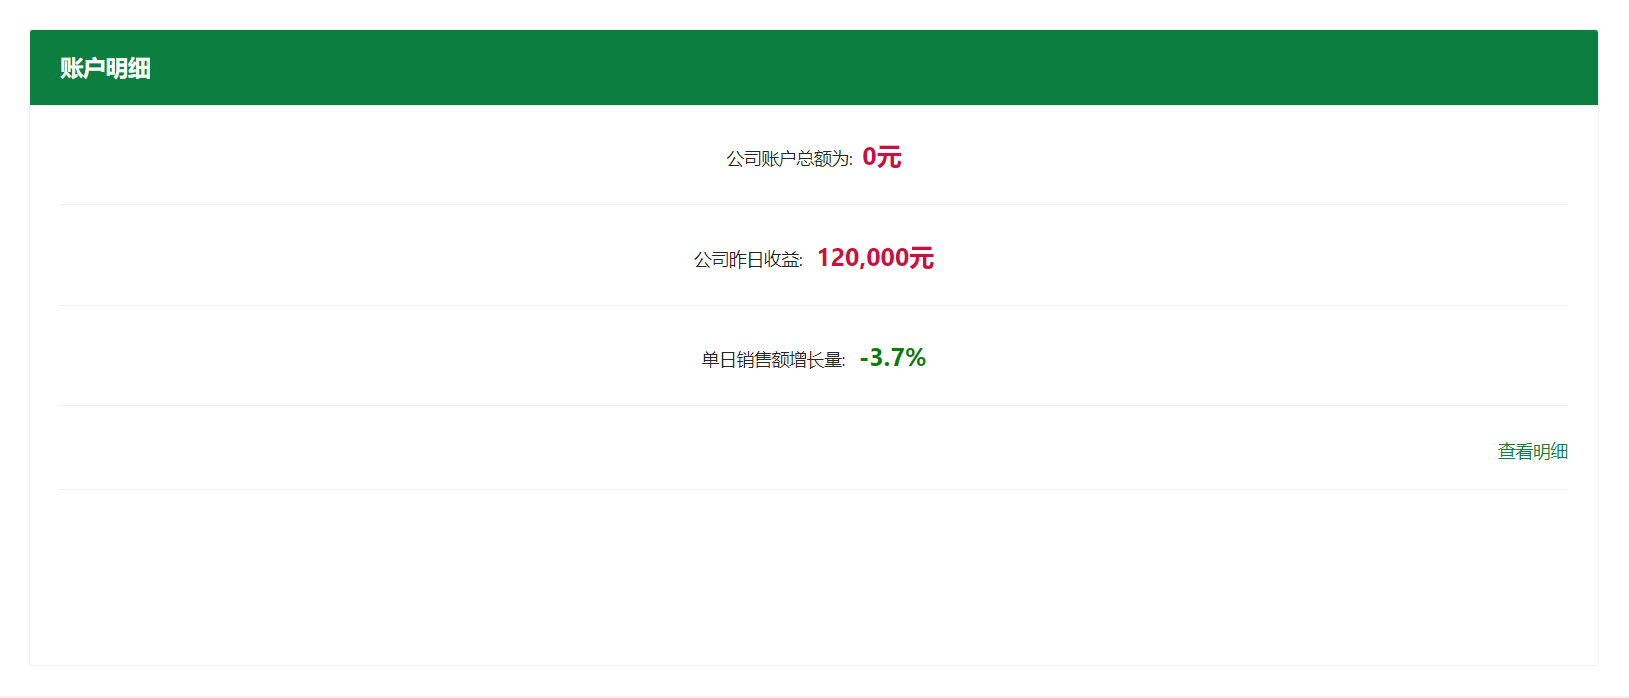 账户明细
公司账户总额为: 0元
公司昨日收益: 120,000元
单日销售额增长量: -3.7%
查看明细